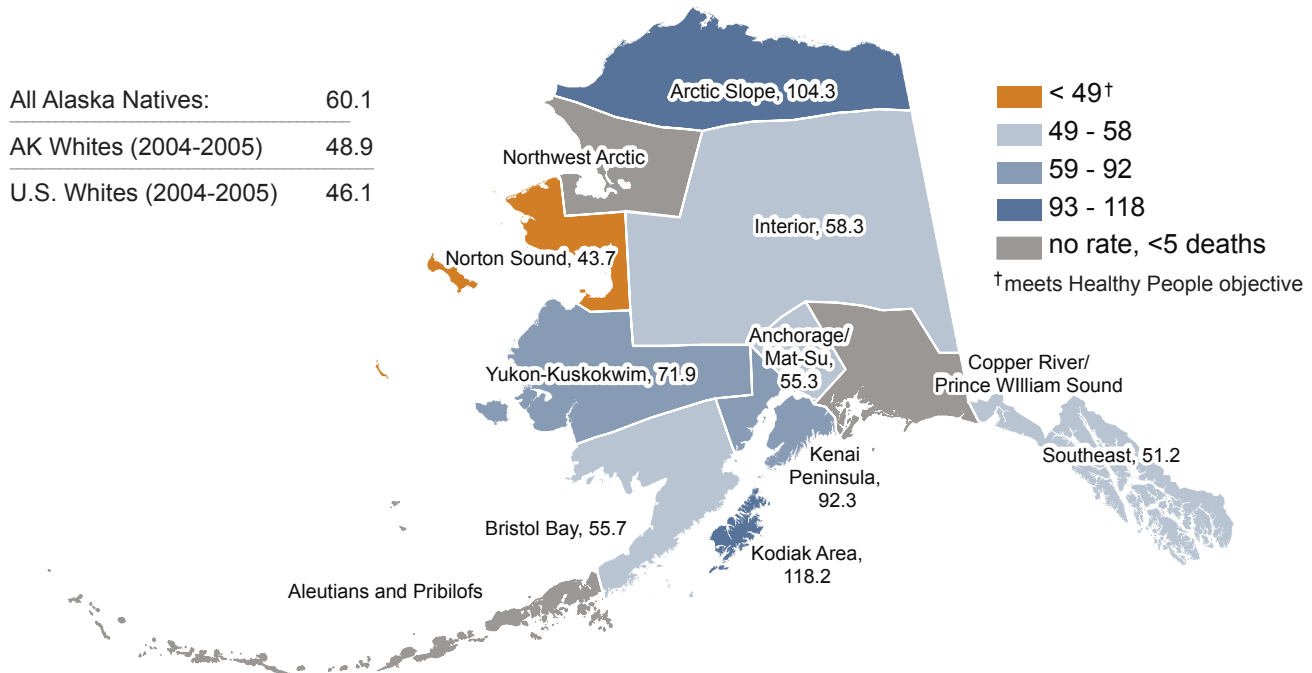 All Alaska Natives: 60.1
AK Whites (2004-2005) 48.9
U.S. Whites (2004-2005) 46.1
Arctic Slope, 104.3
Northwest Arctic
Interior, 58.3
Norton Sound, 43.7
Anchorage/
Mat-Su,
55.3
Yukon-Kuskokwim, 71.9
Copper River/
Prince WIlliam Sound
Southeast, 51.2
Kenai
Peninsula,
92.3
Bristol Bay, 55.7
Kodiak Area,
118.2
Aleutians and Pribilofs
< 49†
49 - 58
59 - 92
93 - 118
no rate, <5 deaths
†meets Healthy People objective